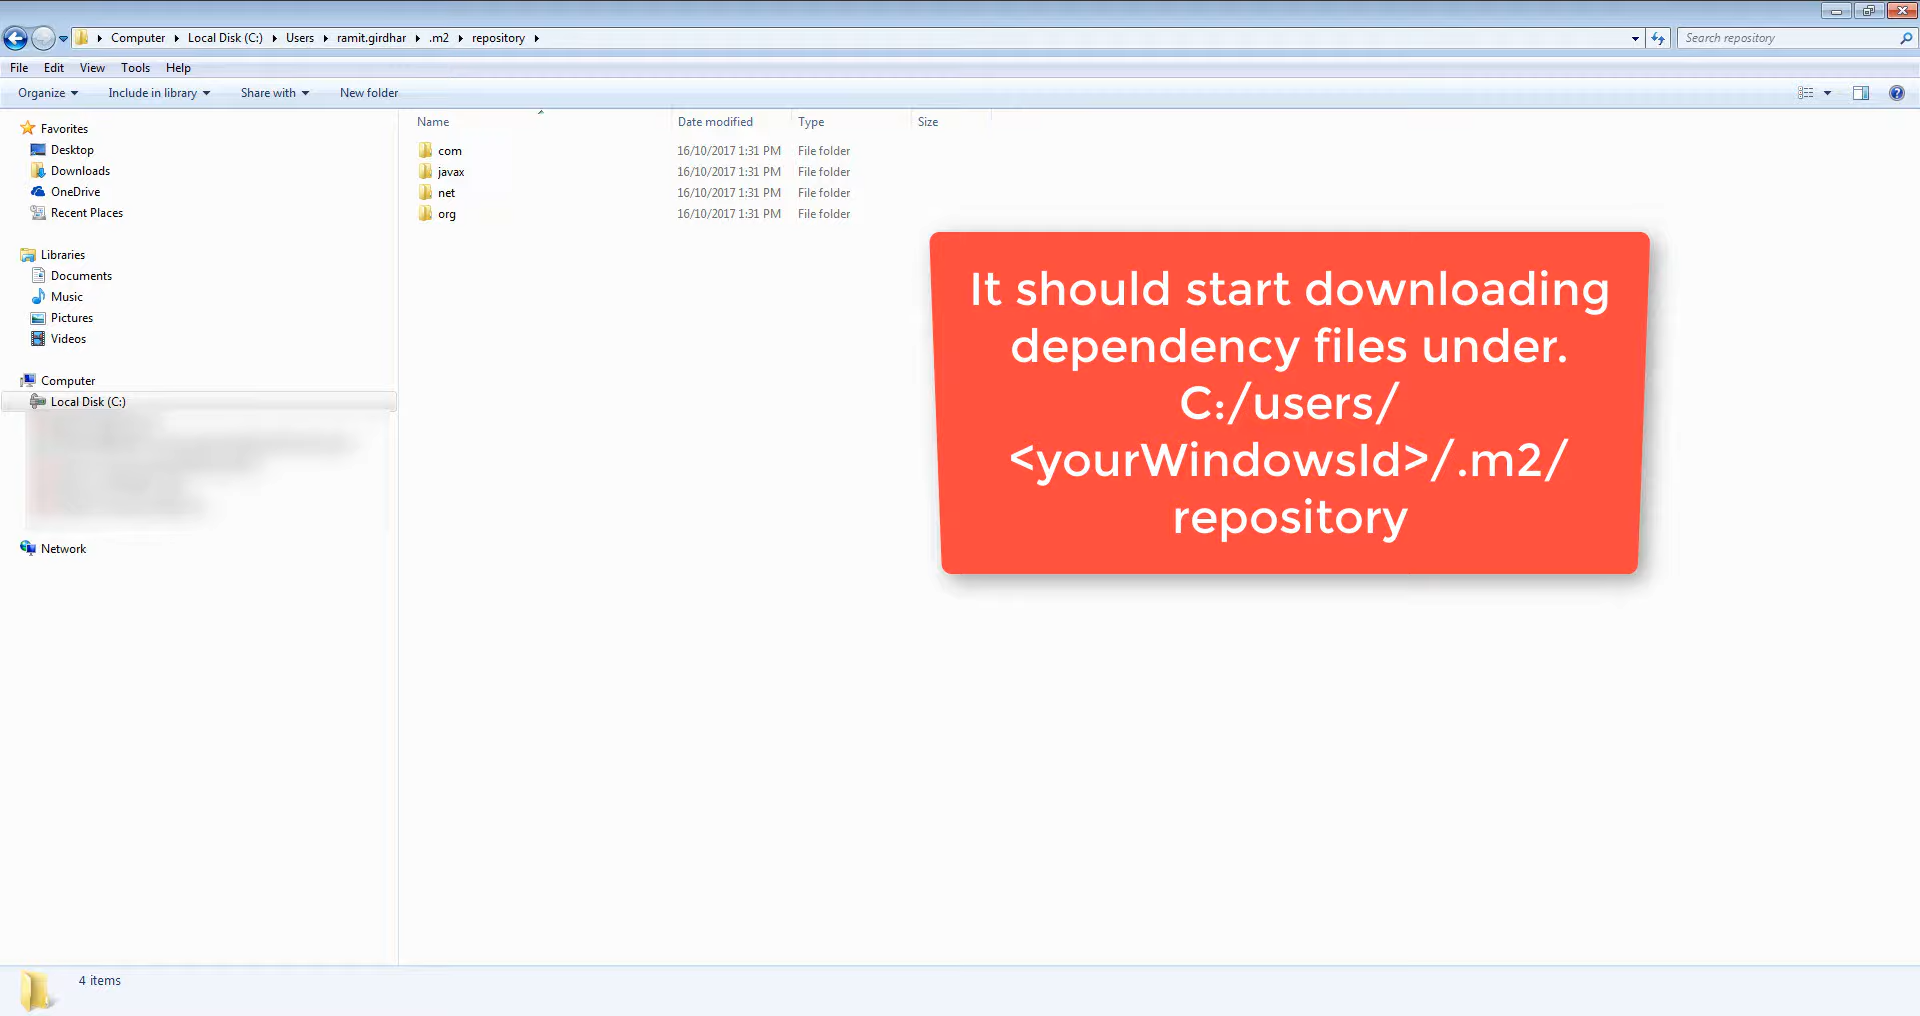 Computer Local Disk (C:) Users ramit.girdhar .m2 repository
Search repository
File Edit View Tools Help
Organize Include in library Share with New folder
Name Date modified Type Size
Favorites
Desktop
Downloads
OneDrive
Recent Places
Libraries
Documents
Music
Pictures
Videos
Computer
Local Disk (C:)
Network
com 16/10/2017 1:31 PM File folder
javax 16/10/2017 1:31 PM File folder
net 16/10/2017 1:31 PM File folder
org 16/10/2017 1:31 PM File folder
It should start downloading
dependency files under.
C:/users/
<yourWindowsId>/.m2/
repository
4 items